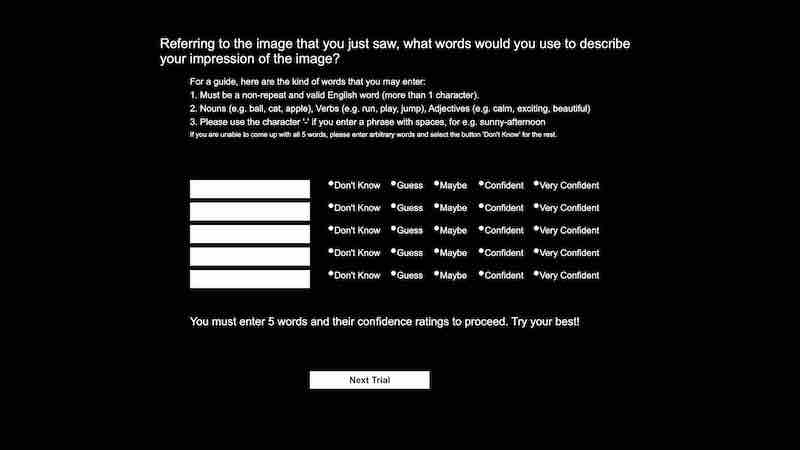 Referring to the image that you just saw, what words would you use to describe
your impression of the image?
For a guide, here are the kind of words that you may enter:
1. Must be a non-repeat and valid English word (more than 1 character).
2. Nouns (e.g. ball, cat, apple), Verbs (e.g. run, play, jump), Adjectives (e.g. calm, exciting, beautiful)
3. Please use the character '-' if you enter a phrase with spaces, for e.g. sunny-afternoon
If you are unable to come up with all 5 words, please enter arbitrary words and select the button 'Don't Know' for the rest.
Don't Know Guess Maybe Confident Very Confident
Don't Know Guess Maybe Confident Very Confident
Don't Know Guess Maybe Confident Very Confident
Don't Know Guess Maybe Confident Very Confident
Don't Know Guess Maybe Confident Very Confident
You must enter 5 words and their confidence ratings to proceed. Try your best!
Next Trial